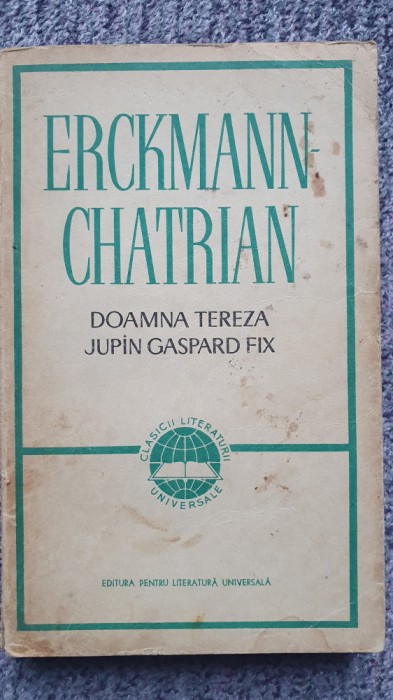 ERCKMANN-
CHATRIAN
DOAMNA TEREZA
JUPÎN GASPARD FIX
CLASICII LITERATURII
UNIVERSALE
EDITURA PENTRU LITERATURĂ UNIVERSALĂ